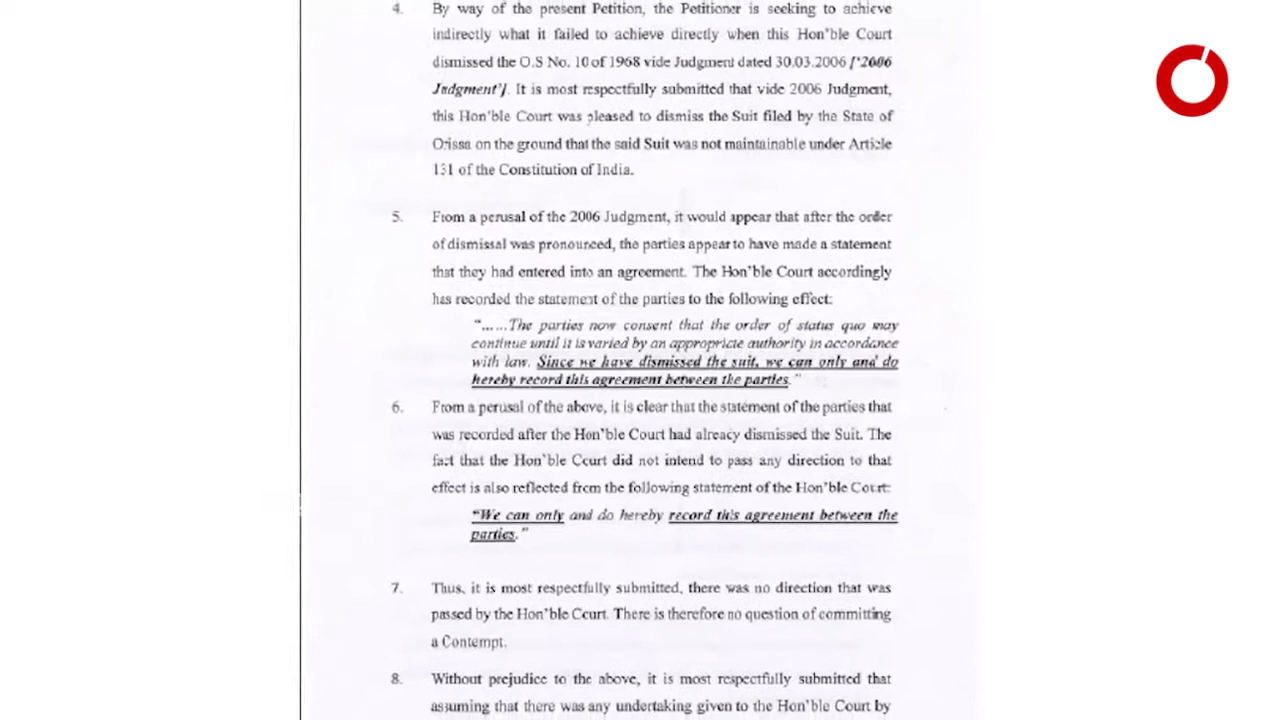 4. By way of the present Petition, the Petitioner is seeking to achieve
indirectly what it failed to achieve directly when this Hon'ble Court
dismissed the O.S No. 10 of 1968 vide Judgment dated 30.03.2006 ['2006
Judgment']. It is most respectfully submitted that vide 2006 Judgment,
this Hon'ble Court was pleased to dismiss the Suit filed by the State of
Orissa on the ground that the said Suit was not maintainable under Article
131 of the Constitution of India.
5. From a perusal of the 2006 Judgment, it would appear that after the order
of dismissal was pronounced, the parties appear to have made a statement
that they had entered into an agreement. The Hon'ble Court accordingly
has recorded the statement of the parties to the following effect:
"......The parties now consent that the order of status quo may
continue until it is varied by an appropriate authority in accordance
with law. Since we have dismissed the suit, we can only and do
hereby record this agreement between the parties."
6. From a perusal of the above, it is clear that the statement of the parties that
was recorded after the Hon'ble Court had already dismissed the Suit. The
fact that the Hon'ble Court did not intend to pass any direction to that
effect is also reflected from the following statement of the Hon'ble Court:
"We can only and do hereby record this agreement between the
parties."
7. Thus, it is most respectfully submitted, there was no direction that was
passed by the Hon'ble Court. There is therefore no question of committing
a Contempt.
8. Without prejudice to the above, it is most respectfully submitted that
assuming that there was any undertaking given to the Hon'ble Court by